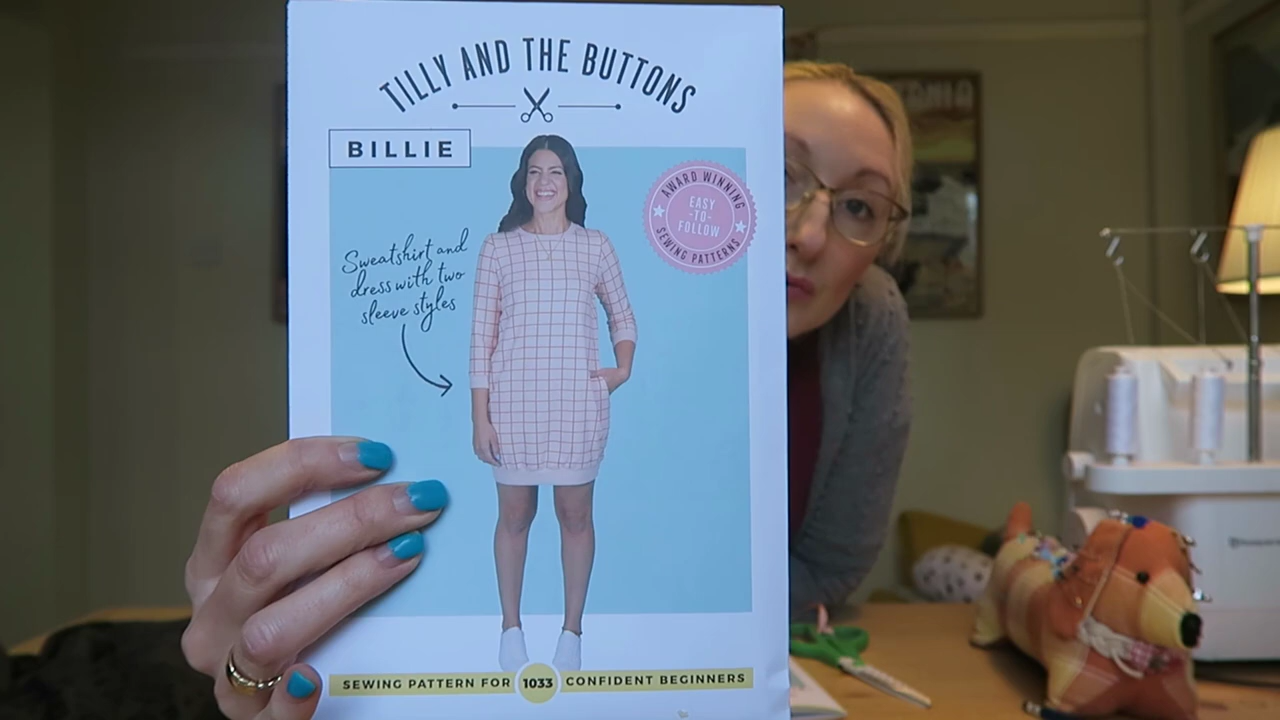 TILLY AND THE BUTTONS
BILLIE
AWARD WINNING
EASY
-TO-
FOLLOW
SEWING PATTERNS
Sweatshirt and
dress with two
sleeve styles
SEWING PATTERN FOR 1033 CONFIDENT BEGINNERS